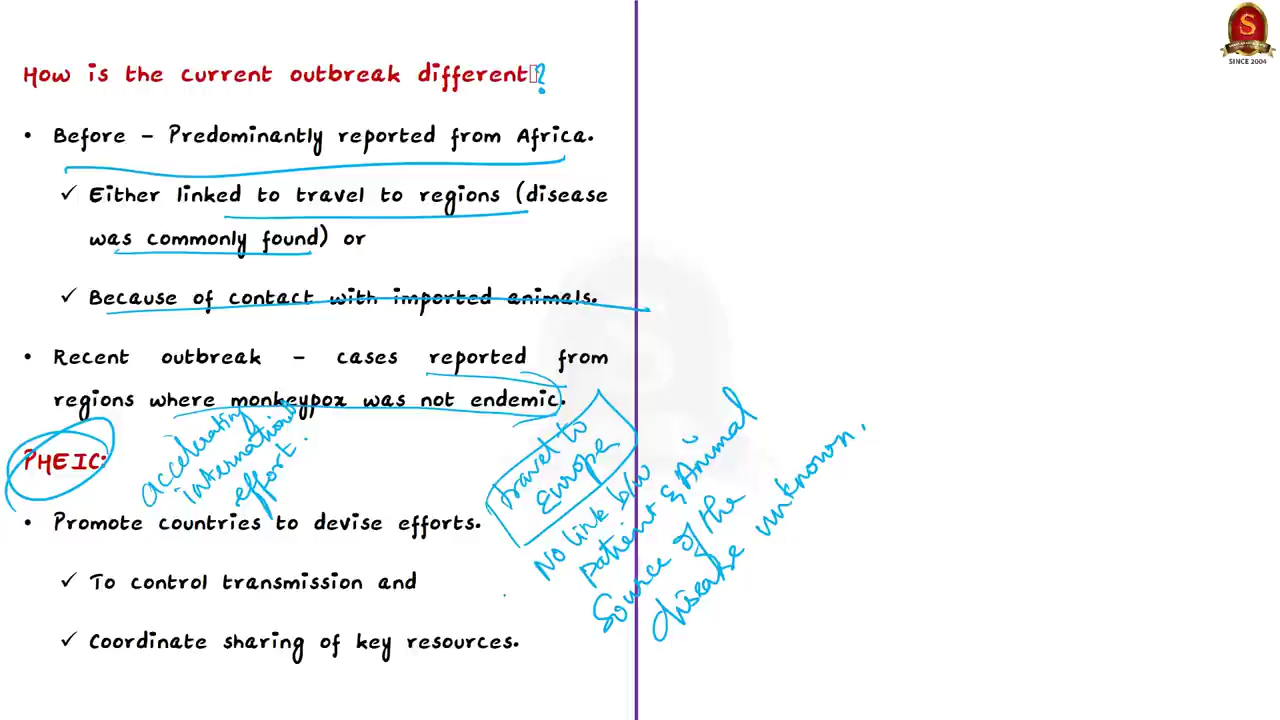 How is the current outbreak different?
• Before – Predominantly reported from Africa.
✓ Either linked to travel to regions (disease
was commonly found) or
✓ Because of contact with imported animals.
• Recent outbreak – cases reported from
regions where monkeypox was not endemic.
PHEIC:
accelerating
international
effort.
• Promote countries to devise efforts.
✓ To control transmission and
✓ Coordinate sharing of key resources.
Travel to
Europe
No link b/w
patient & Animal
Source of the
disease unknown.
S
SINCE 2004